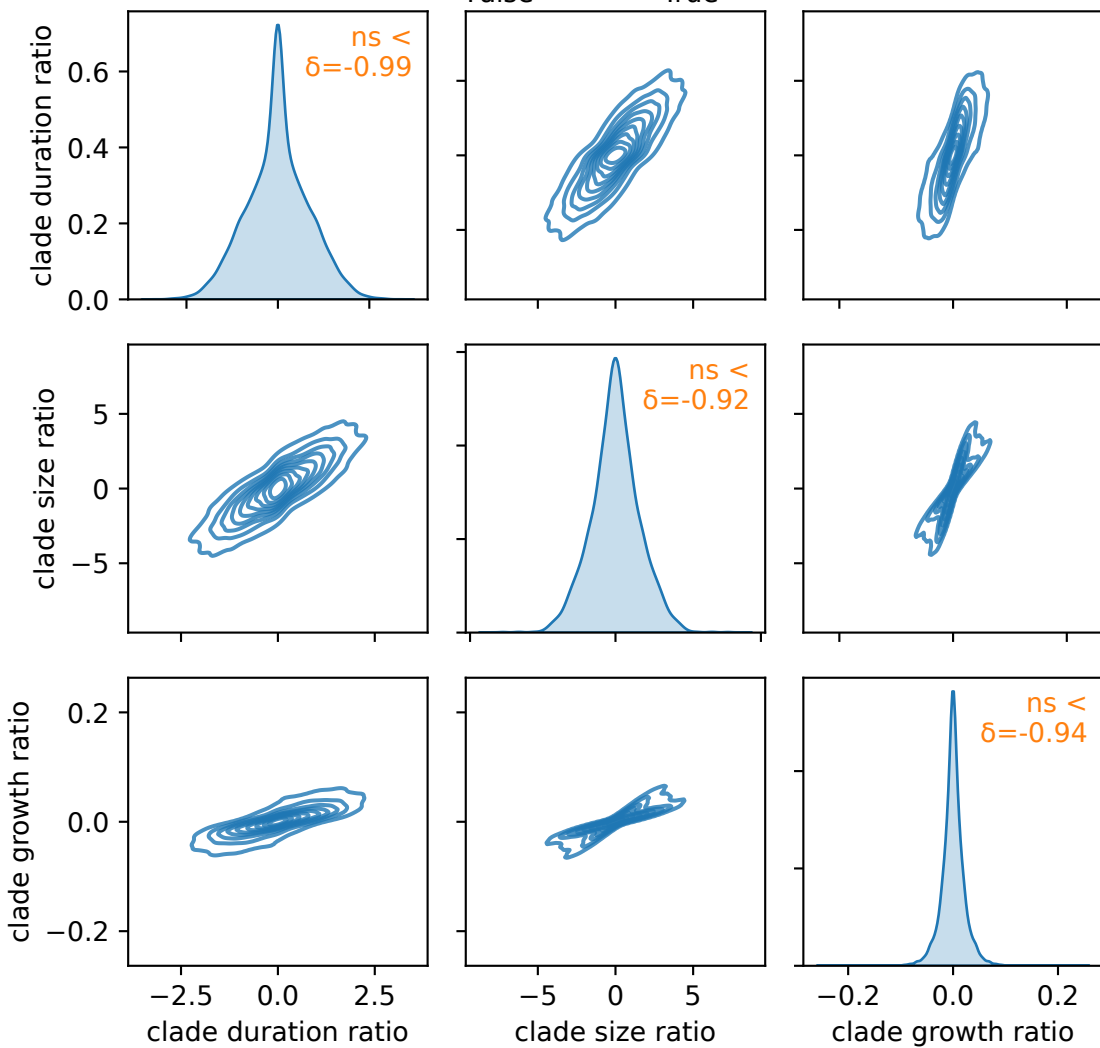 clade duration ratio
0.6
0.4
0.2
0.0
ns <
δ=-0.99
clade size ratio
5
0
−5
ns <
δ=-0.92
clade growth ratio
0.2
0.0
−0.2
ns <
δ=-0.94
−2.5 0.0 2.5
−5 0 5
−0.2 0.0 0.2
clade duration ratio
clade size ratio
clade growth ratio